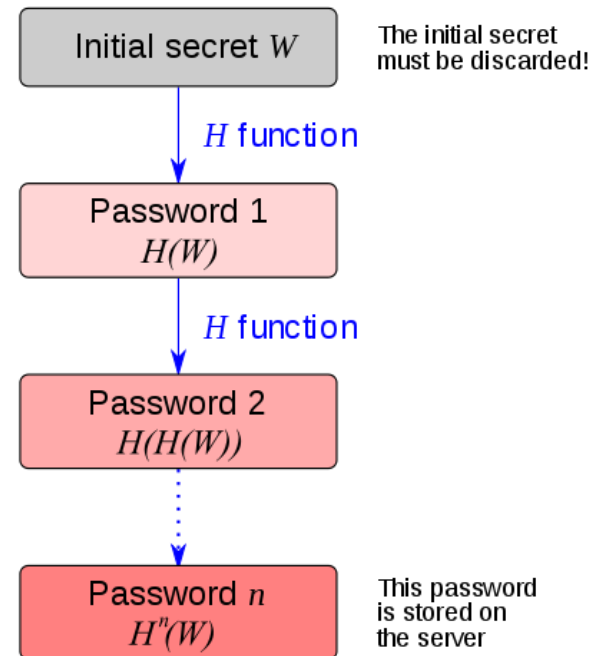 Initial secret W
The initial secret
must be discarded!
H function
Password 1
H(W)
H function
Password 2
H(H(W))
Password n
Hⁿ(W)
This password
is stored on
the server